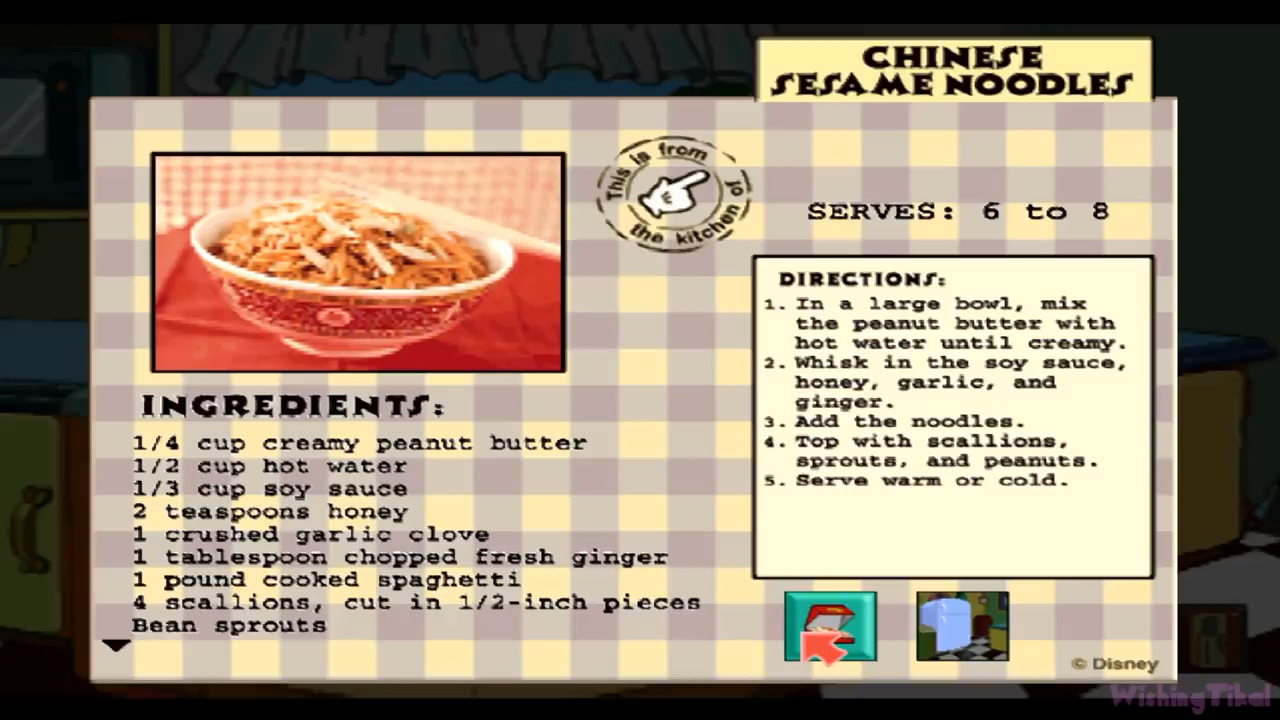 CHINESE
SESAME NOODLES
This is from
the kitchen of
SERVES: 6 to 8
INGREDIENTS:
1/4 cup creamy peanut butter
1/2 cup hot water
1/3 cup soy sauce
2 teaspoons honey
1 crushed garlic clove
1 tablespoon chopped fresh ginger
1 pound cooked spaghetti
4 scallions, cut in 1/2-inch pieces
Bean sprouts
DIRECTIONS:
1. In a large bowl, mix
the peanut butter with
hot water until creamy.
2. Whisk in the soy sauce,
honey, garlic, and
ginger.
3. Add the noodles.
4. Top with scallions,
sprouts, and peanuts.
5. Serve warm or cold.
© Disney
WishingTikal